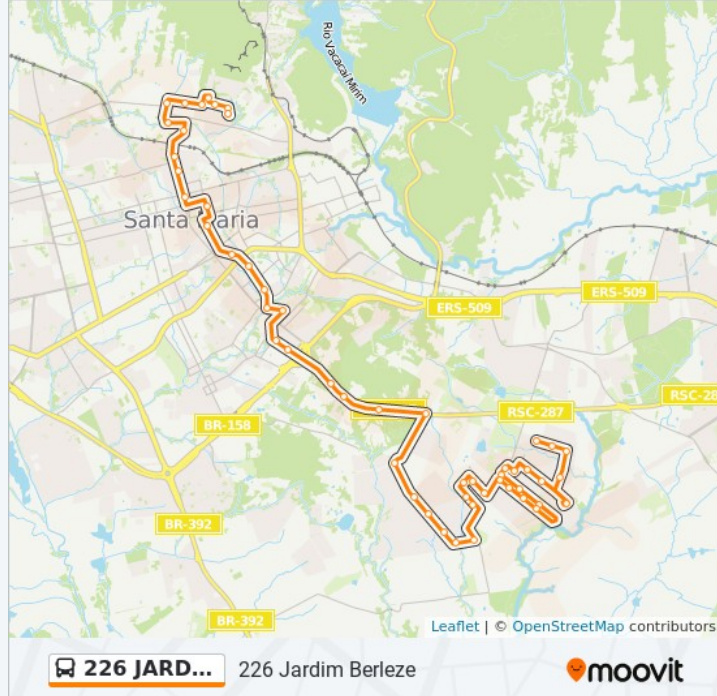 Rio Vacacaí Mirim
Santa Maria
ERS-509
ERS-509
RSC-28
RSC-287
BR-158
BR-392
BR-392
Leaflet | © OpenStreetMap contributors
226 JARD... 226 Jardim Berleze moovit